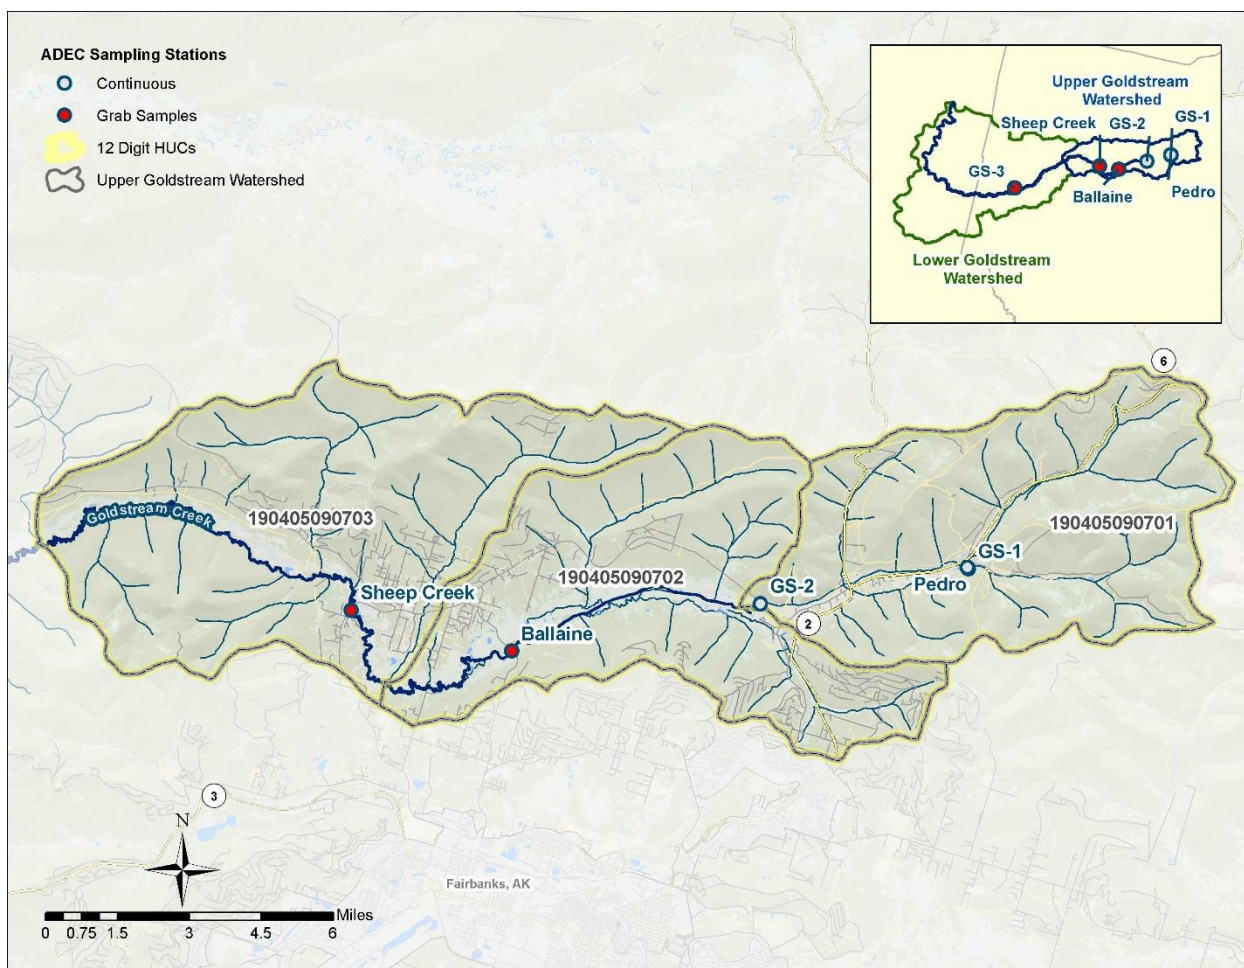 ADEC Sampling Stations
Continuous
Grab Samples
12 Digit HUCs
Upper Goldstream Watershed
Upper Goldstream
Watershed
GS-1
Sheep Creek
GS-2
GS-3
Ballaine
Pedro
Lower Goldstream
Watershed
6
Goldstream Creek
190405090703
190405090701
GS-1
190405090702
GS-2
Pedro
Sheep Creek
2
Ballaine
3
N
Fairbanks, AK
Miles
0 0.75 1.5 3 4.5 6